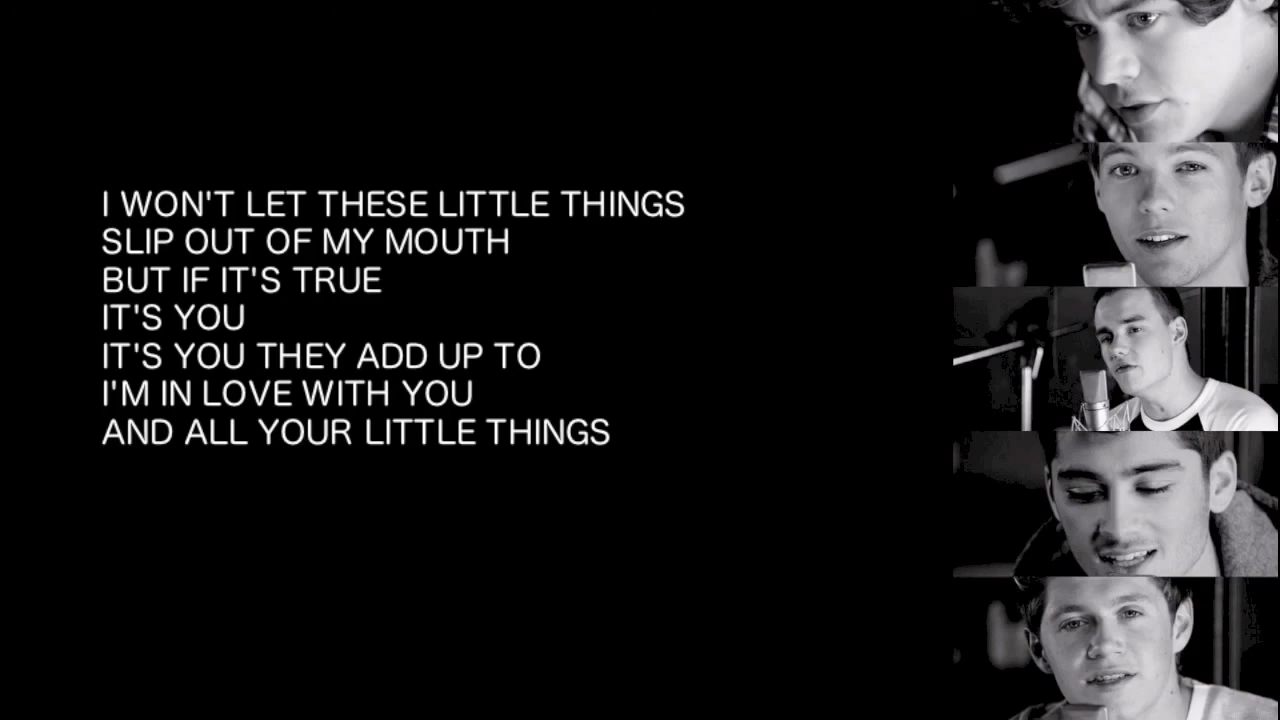 I WON'T LET THESE LITTLE THINGS
SLIP OUT OF MY MOUTH
BUT IF IT'S TRUE
IT'S YOU
IT'S YOU THEY ADD UP TO
I'M IN LOVE WITH YOU
AND ALL YOUR LITTLE THINGS